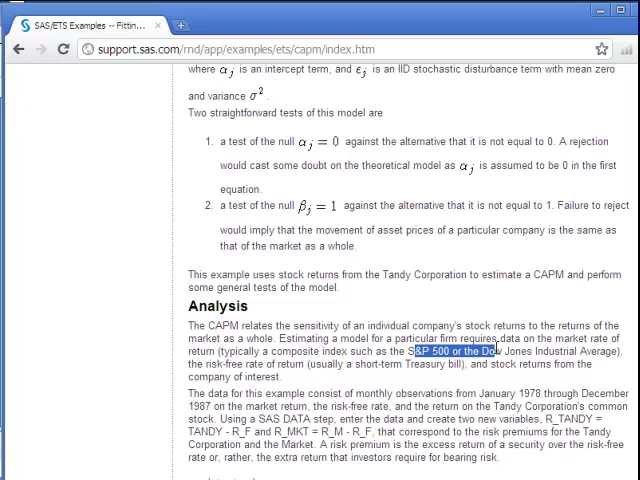 SAS/ETS Examples -- Fittin...
support.sas.com/rnd/app/examples/ets/capm/index.htm
where α j is an intercept term, and ϵ j is an IID stochastic disturbance term with mean zero
and variance σ 2 .
Two straightforward tests of this model are
1. a test of the null α j = 0 against the alternative that it is not equal to 0. A rejection
would cast some doubt on the theoretical model as α j is assumed to be 0 in the first
equation.
2. a test of the null β j = 1 against the alternative that it is not equal to 1. Failure to reject
would imply that the movement of asset prices of a particular company is the same as
that of the market as a whole.
This example uses stock returns from the Tandy Corporation to estimate a CAPM and perform
some general tests of the model.
Analysis
The CAPM relates the sensitivity of an individual company's stock returns to the returns of the
market as a whole. Estimating a model for a particular firm requires data on the market rate of
return (typically a composite index such as the S&P 500 or the Dow Jones Industrial Average),
the risk-free rate of return (usually a short-term Treasury bill), and stock returns from the
company of interest.
The data for this example consist of monthly observations from January 1978 through December
1987 on the market return, the risk-free rate, and the return on the Tandy Corporation's common
stock. Using a SAS DATA step, enter the data and create two new variables, R_TANDY =
TANDY - R_F and R_MKT = R_M - R_F, that correspond to the risk premiums for the Tandy
Corporation and the Market. A risk premium is the excess return of a security over the risk-free
rate or, rather, the extra return that investors require for bearing risk.